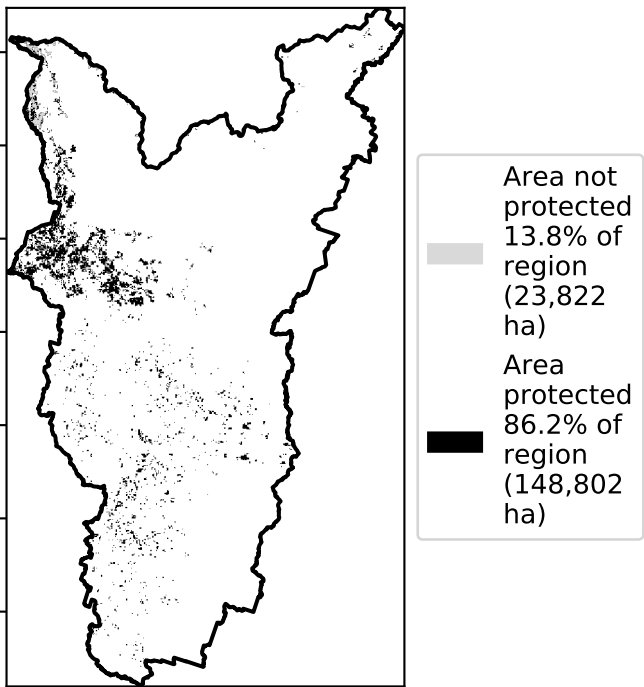 Area not
protected
13.8% of
region
(23,822
ha)
Area
protected
86.2% of
region
(148,802
ha)